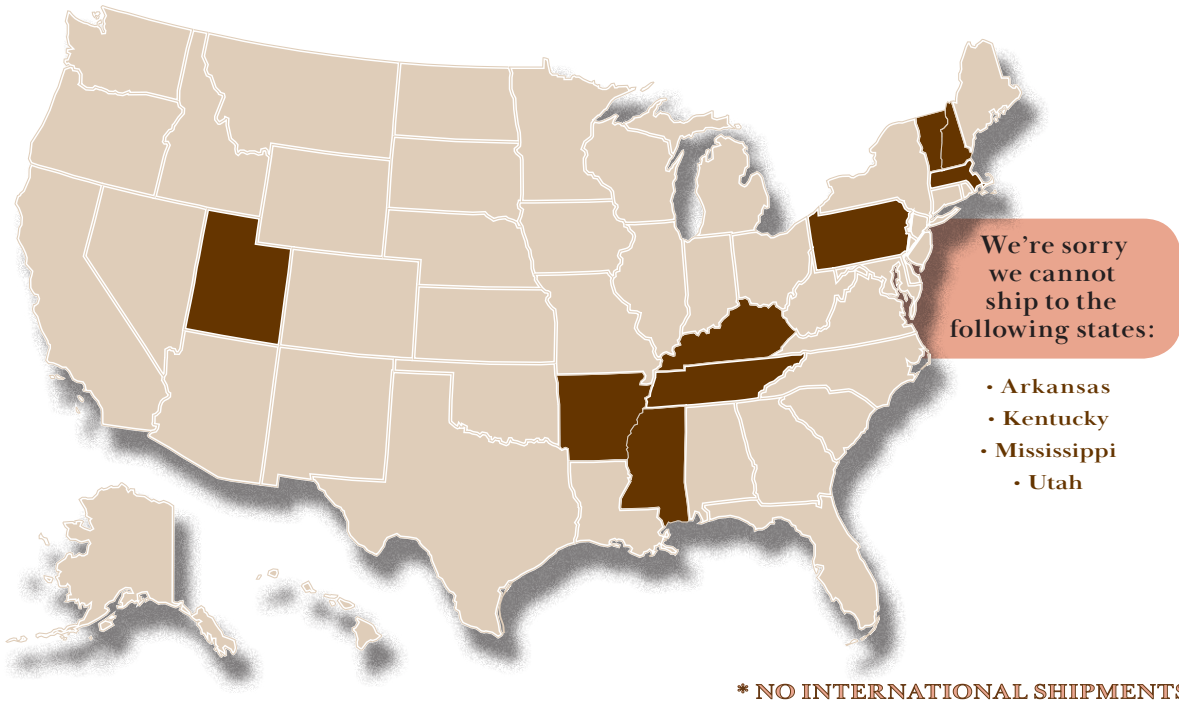 We’re sorry
we cannot
ship to the
following states:
• Arkansas
• Kentucky
• Mississippi
• Utah
* NO INTERNATIONAL SHIPMENTS